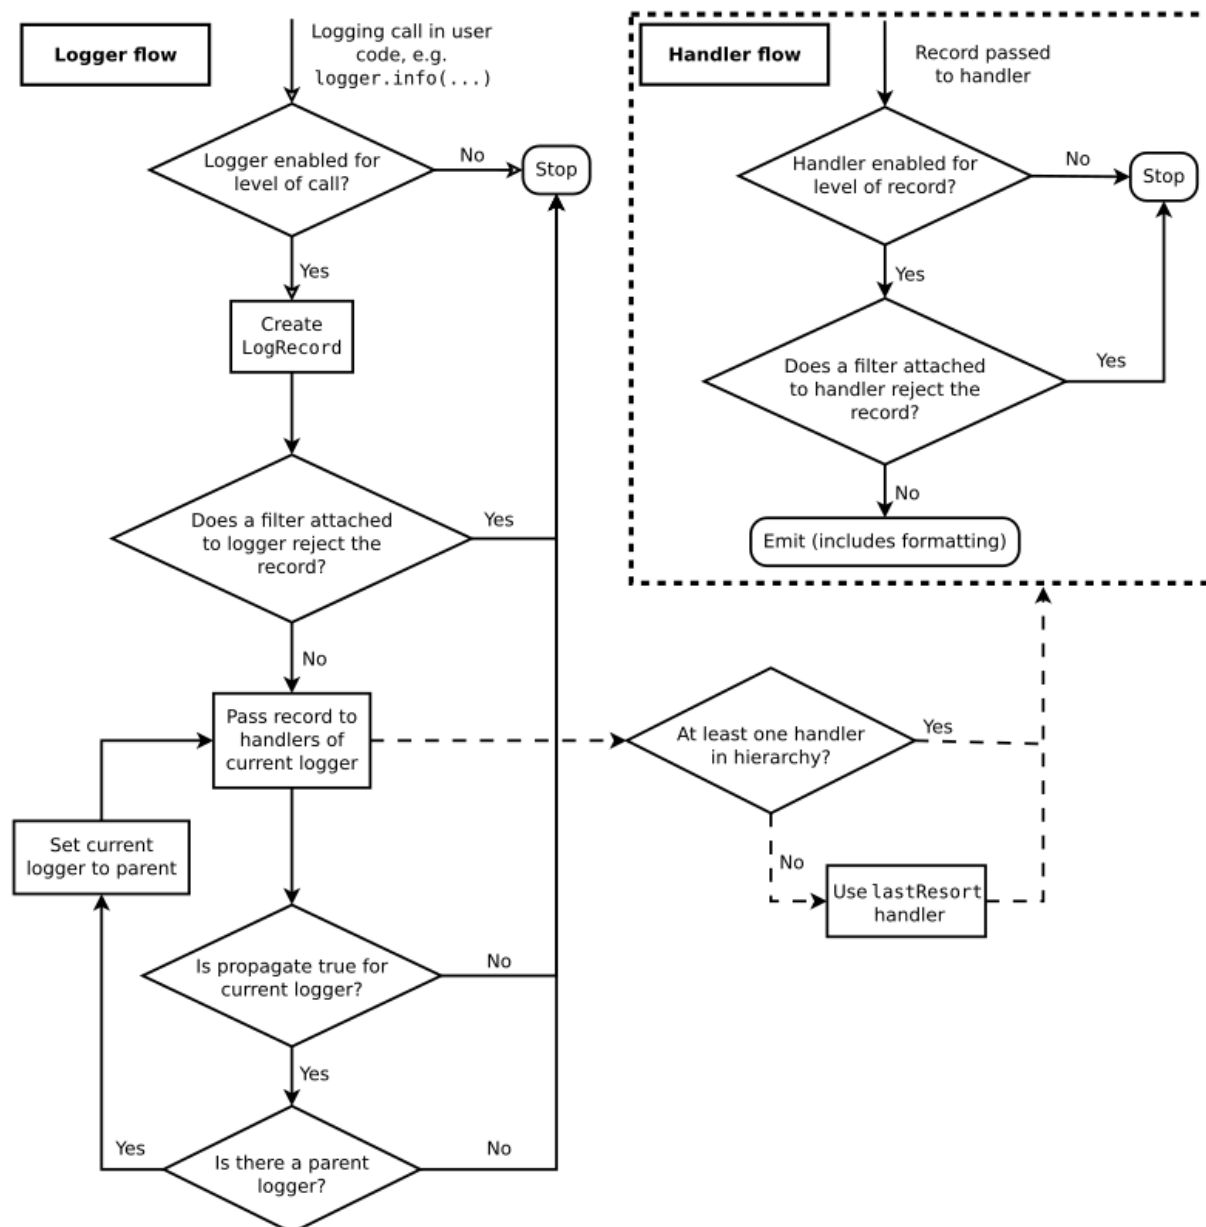 Logger flow
Logging call in user
code, e.g.
logger.info(...)
Logger enabled for
level of call?
No
Stop
Yes
Create
LogRecord
Does a filter attached
to logger reject the
record?
Yes
No
Pass record to
handlers of
current logger
Set current
logger to parent
Is propagate true for
current logger?
No
Yes
Is there a parent
logger?
Yes
No
Handler flow
Record passed
to handler
Handler enabled for
level of record?
No
Stop
Yes
Does a filter attached
to handler reject the
record?
Yes
No
Emit (includes formatting)
At least one handler
in hierarchy?
Yes
No
Use lastResort
handler